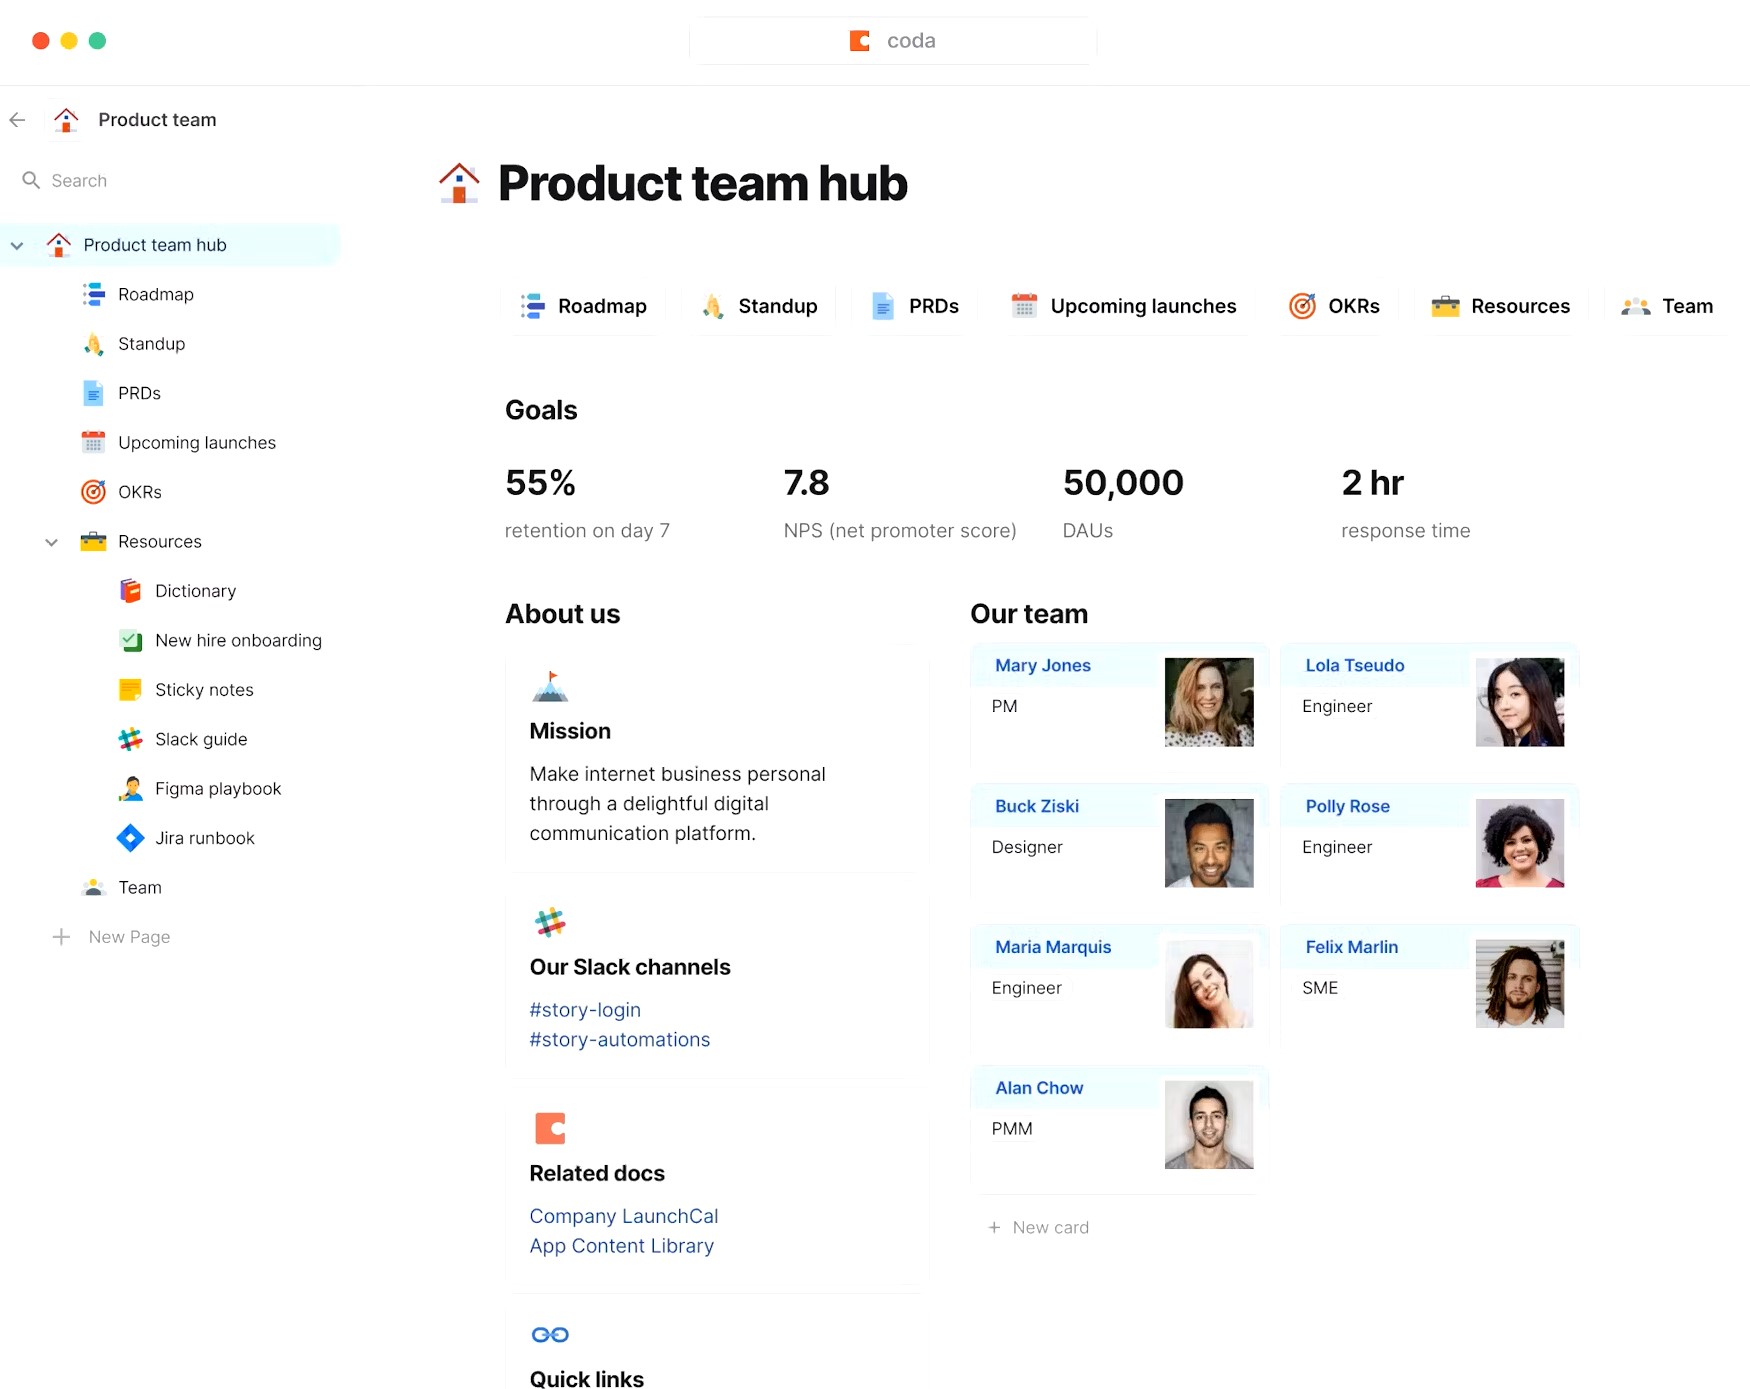 coda
Product team
Search
Product team hub
Roadmap
Standup
PRDs
Upcoming launches
OKRs
Resources
Dictionary
New hire onboarding
Sticky notes
Slack guide
Figma playbook
Jira runbook
Team
New Page
Product team hub
Roadmap
Standup
PRDs
Upcoming launches
OKRs
Resources
Team
Goals
55%
retention on day 7
7.8
NPS (net promoter score)
50,000
DAUs
2 hr
response time
About us
Mission
Make internet business personal
through a delightful digital
communication platform.
Our Slack channels
#story-login
#story-automations
Related docs
Company LaunchCal
App Content Library
Quick links
Our team
Mary Jones
PM
Lola Tseudo
Engineer
Buck Ziski
Designer
Polly Rose
Engineer
Maria Marquis
Engineer
Felix Marlin
SME
Alan Chow
PMM
New card